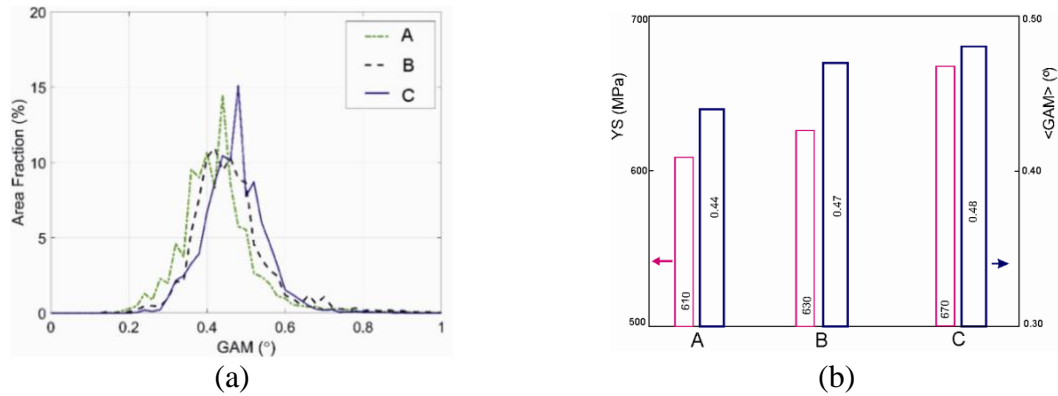 20
15
10
5
0
Area Fraction (%)
A
B
C
0 0.2 0.4 0.6 0.8 1
GAM (°)
(a)
700
600
500
YS (MPa)
610
0.44
630
0.47
670
0.48
0.50
0.40
0.30
<GAM> (º)
A B C
(b)